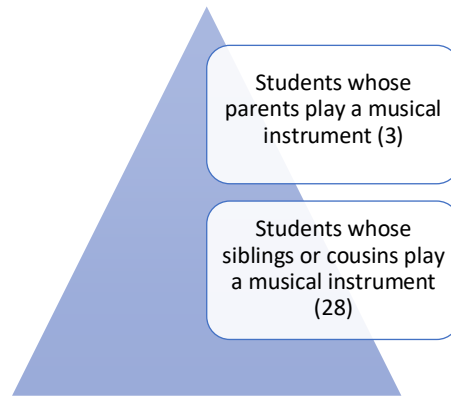 Students whose
parents play a musical
instrument (3)
Students whose
siblings or cousins play
a musical instrument
(28)